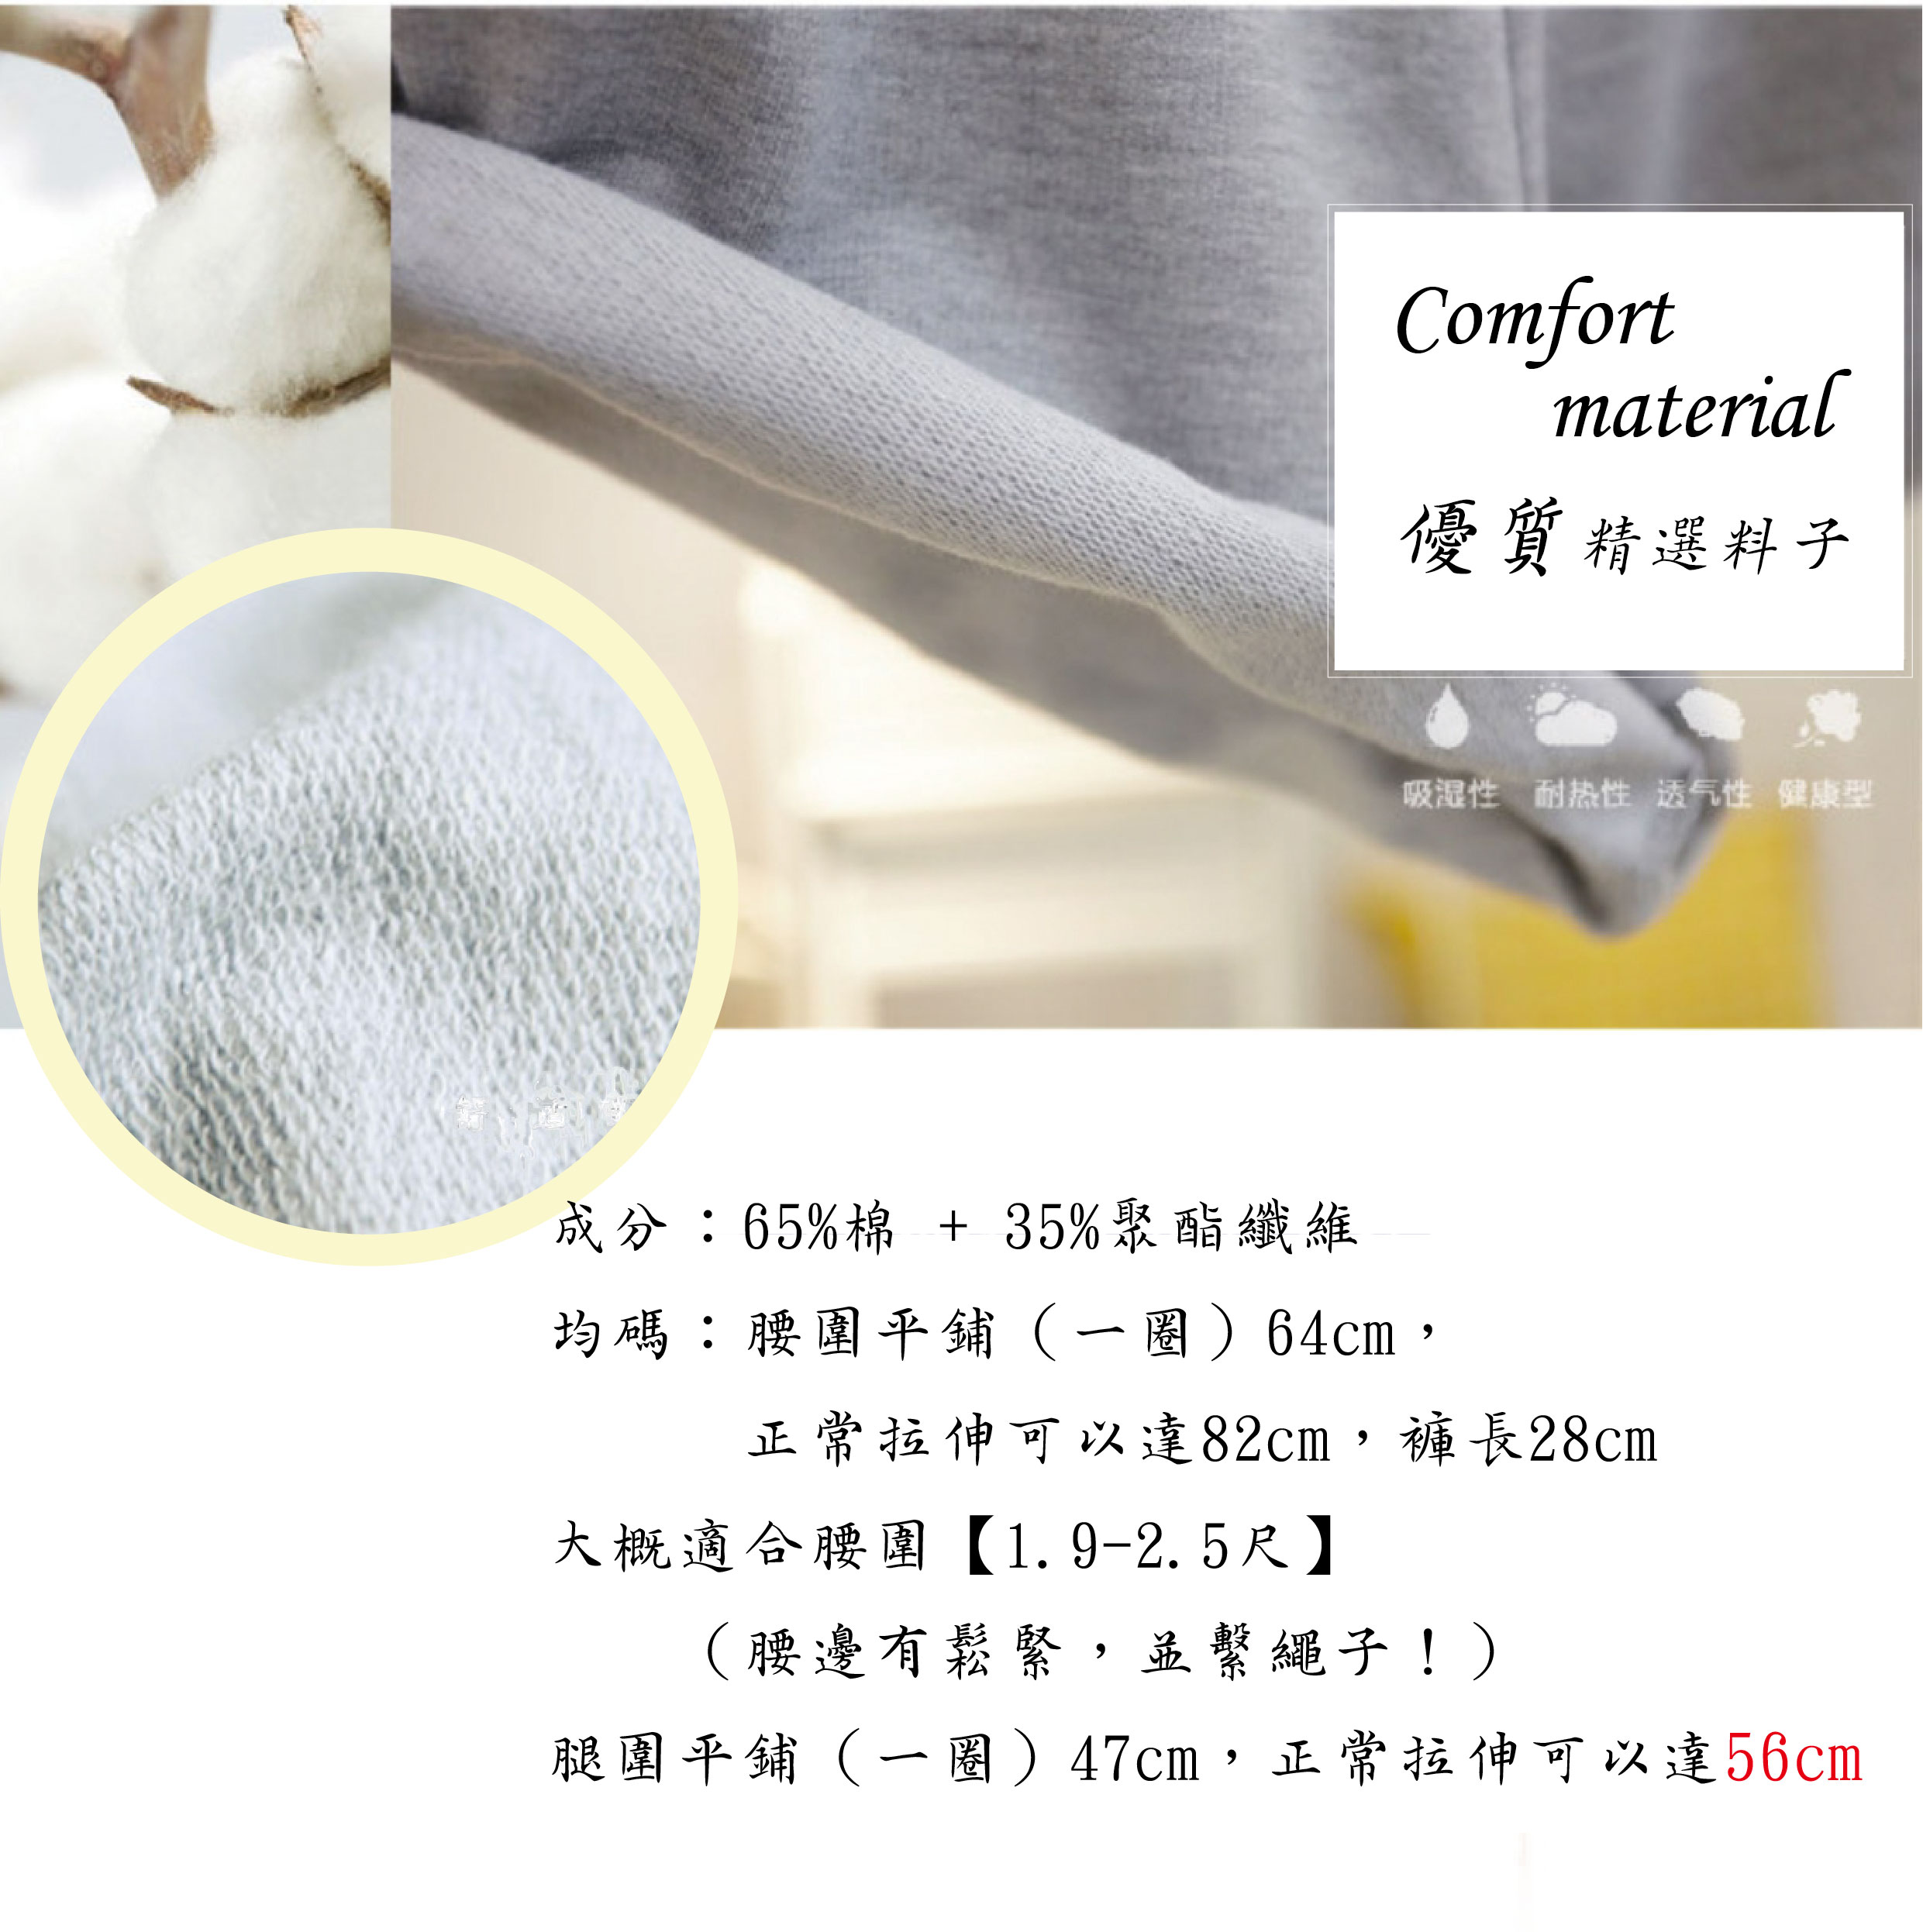 Comfort
material
優質精選料子
吸湿性 耐热性 透气性 健康型
成分：65%棉 + 35%聚酯纖維
均碼：腰圍平鋪（一圈）64cm，
正常拉伸可以達82cm，褲長28cm
大概適合腰圍【1.9-2.5尺】
（腰邊有鬆緊，並繫繩子！）
腿圍平鋪（一圈）47cm，正常拉伸可以達56cm